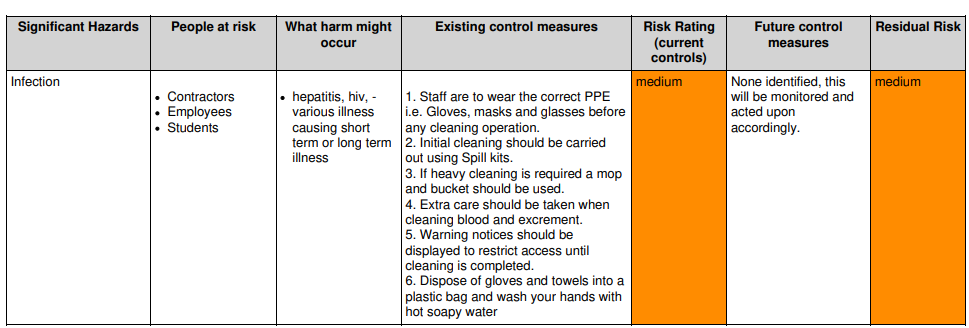 Significant Hazards
People at risk
What harm might
occur
Existing control measures
Risk Rating
(current
controls)
Future control
measures
Residual Risk
Infection
• Contractors
• Employees
• Students
• hepatitis, hiv, -
various illness
causing short
term or long term
illness
1. Staff are to wear the correct PPE
i.e. Gloves, masks and glasses before
any cleaning operation.
2. Initial cleaning should be carried
out using Spill kits.
3. If heavy cleaning is required a mop
and bucket should be used.
4. Extra care should be taken when
cleaning blood and excrement.
5. Warning notices should be
displayed to restrict access until
cleaning is completed.
6. Dispose of gloves and towels into a
plastic bag and wash your hands with
hot soapy water
medium
None identified, this
will be monitored and
acted upon
accordingly.
medium